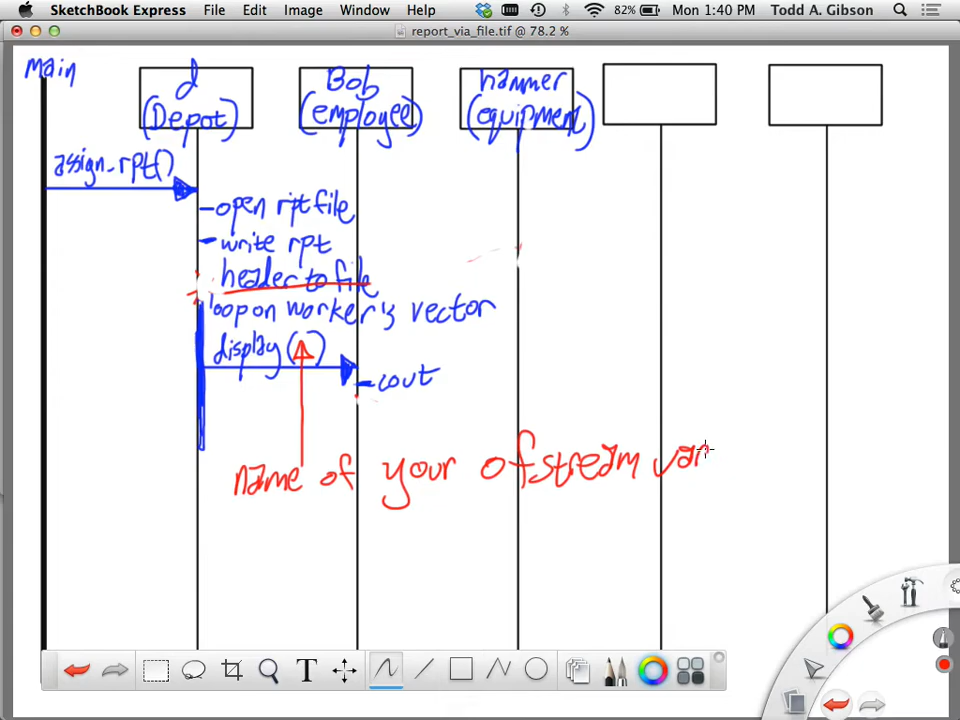 SketchBook Express File Edit Image Window Help 82% Mon 1:40 PM Todd A. Gibson
report_via_file.tif @ 78.2 %
main
d
(Depot)
Bob
(employee)
hammer
(equipment)
assign_rpt()
-open rpt file
-write rpt
header to file
loop on worker's vector
display( )
-cout
name of your ofstream var
T